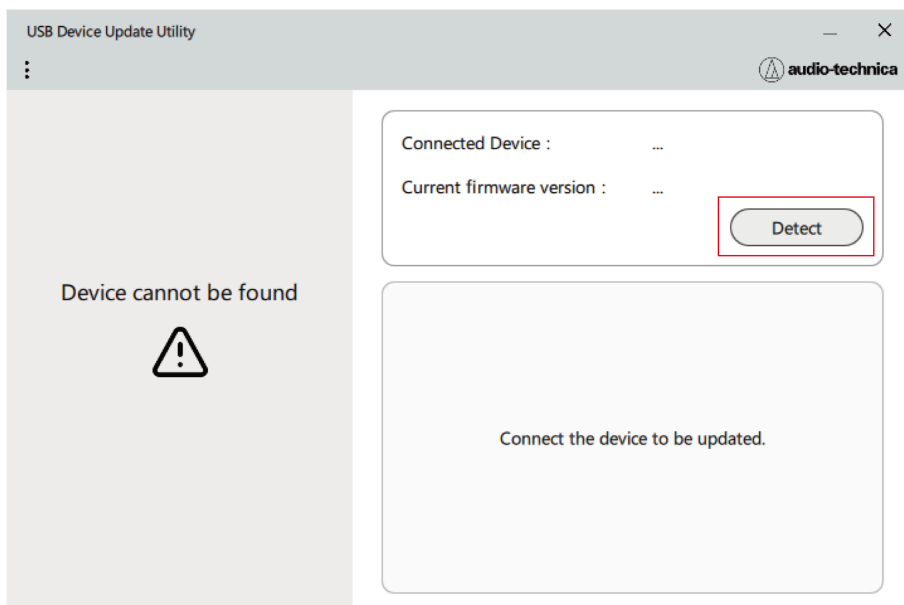 USB Device Update Utility
audio-technica
Device cannot be found
Connected Device : ...
Current firmware version : ...
Detect
Connect the device to be updated.